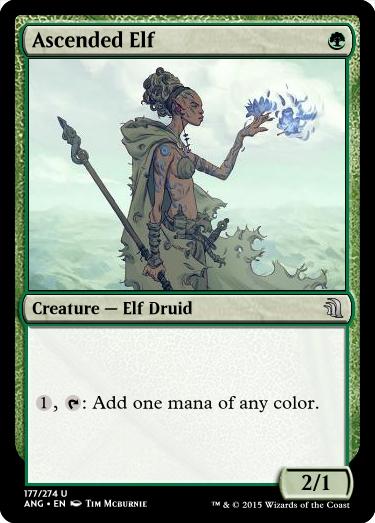 Ascended Elf
Creature — Elf Druid
1, : Add one mana of any color.
2/1
177/274 U
ANG • EN Tim McBurnie
™ & © 2015 Wizards of the Coast